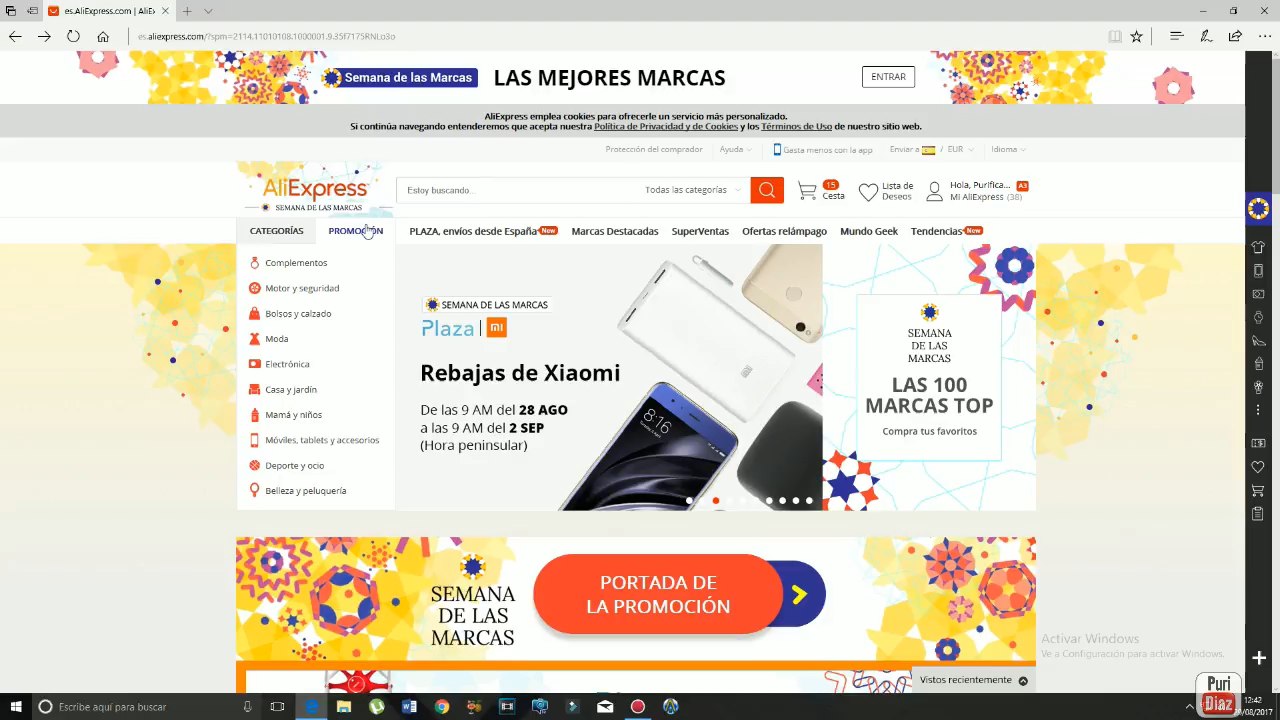 es.aliexpress.com | AliE
es.aliexpress.com/?spm=2114.11010108.1000001.9.35f7175RNLo3o
Semana de las Marcas
LAS MEJORES MARCAS
ENTRAR
AliExpress emplea cookies para ofrecerle un servicio más personalizado.
Si continúa navegando entenderemos que acepta nuestra Política de Privacidad y de Cookies y los Términos de Uso de nuestro sitio web.
Protección del comprador
Ayuda
Gasta menos con la app
Enviar a / EUR
Idioma
AliExpress
SEMANA DE LAS MARCAS
Estoy buscando...
Todas las categorías
15
Cesta
Lista de
Deseos
Hola, Purifica... A3
Mi AliExpress (38)
CATEGORÍAS
PROMOCIÓN
PLAZA, envíos desde España New
Marcas Destacadas
SuperVentas
Ofertas relámpago
Mundo Geek
Tendencias New
Complementos
Motor y seguridad
Bolsos y calzado
Moda
Electrónica
Casa y jardín
Mamá y niños
Móviles, tablets y accesorios
Deporte y ocio
Belleza y peluquería
SEMANA DE LAS MARCAS
Plaza | mi
Rebajas de Xiaomi
De las 9 AM del 28 AGO
a las 9 AM del 2 SEP
(Hora peninsular)
8:16
SEMANA
DE LAS
MARCAS
LAS 100
MARCAS TOP
Compra tus favoritos
SEMANA
DE LAS
MARCAS
PORTADA DE
LA PROMOCIÓN
Activar Windows
Ve a Configuración para activar Windows.
Vistos recientemente
Puri
Diaz
Escribe aquí para buscar
12:42